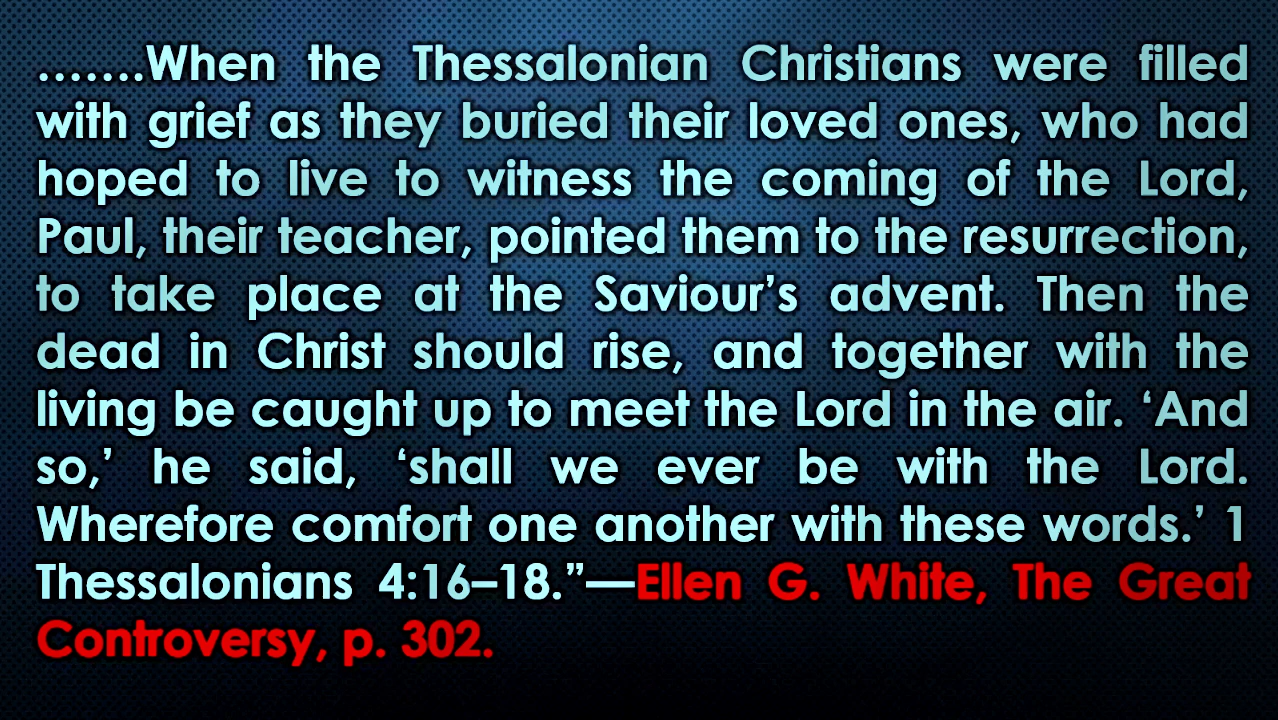 .......When the Thessalonian Christians were filled
with grief as they buried their loved ones, who had
hoped to live to witness the coming of the Lord,
Paul, their teacher, pointed them to the resurrection,
to take place at the Saviour’s advent. Then the
dead in Christ should rise, and together with the
living be caught up to meet the Lord in the air. ‘And
so,’ he said, ‘shall we ever be with the Lord.
Wherefore comfort one another with these words.’ 1
Thessalonians 4:16–18.”—Ellen G. White, The Great
Controversy, p. 302.